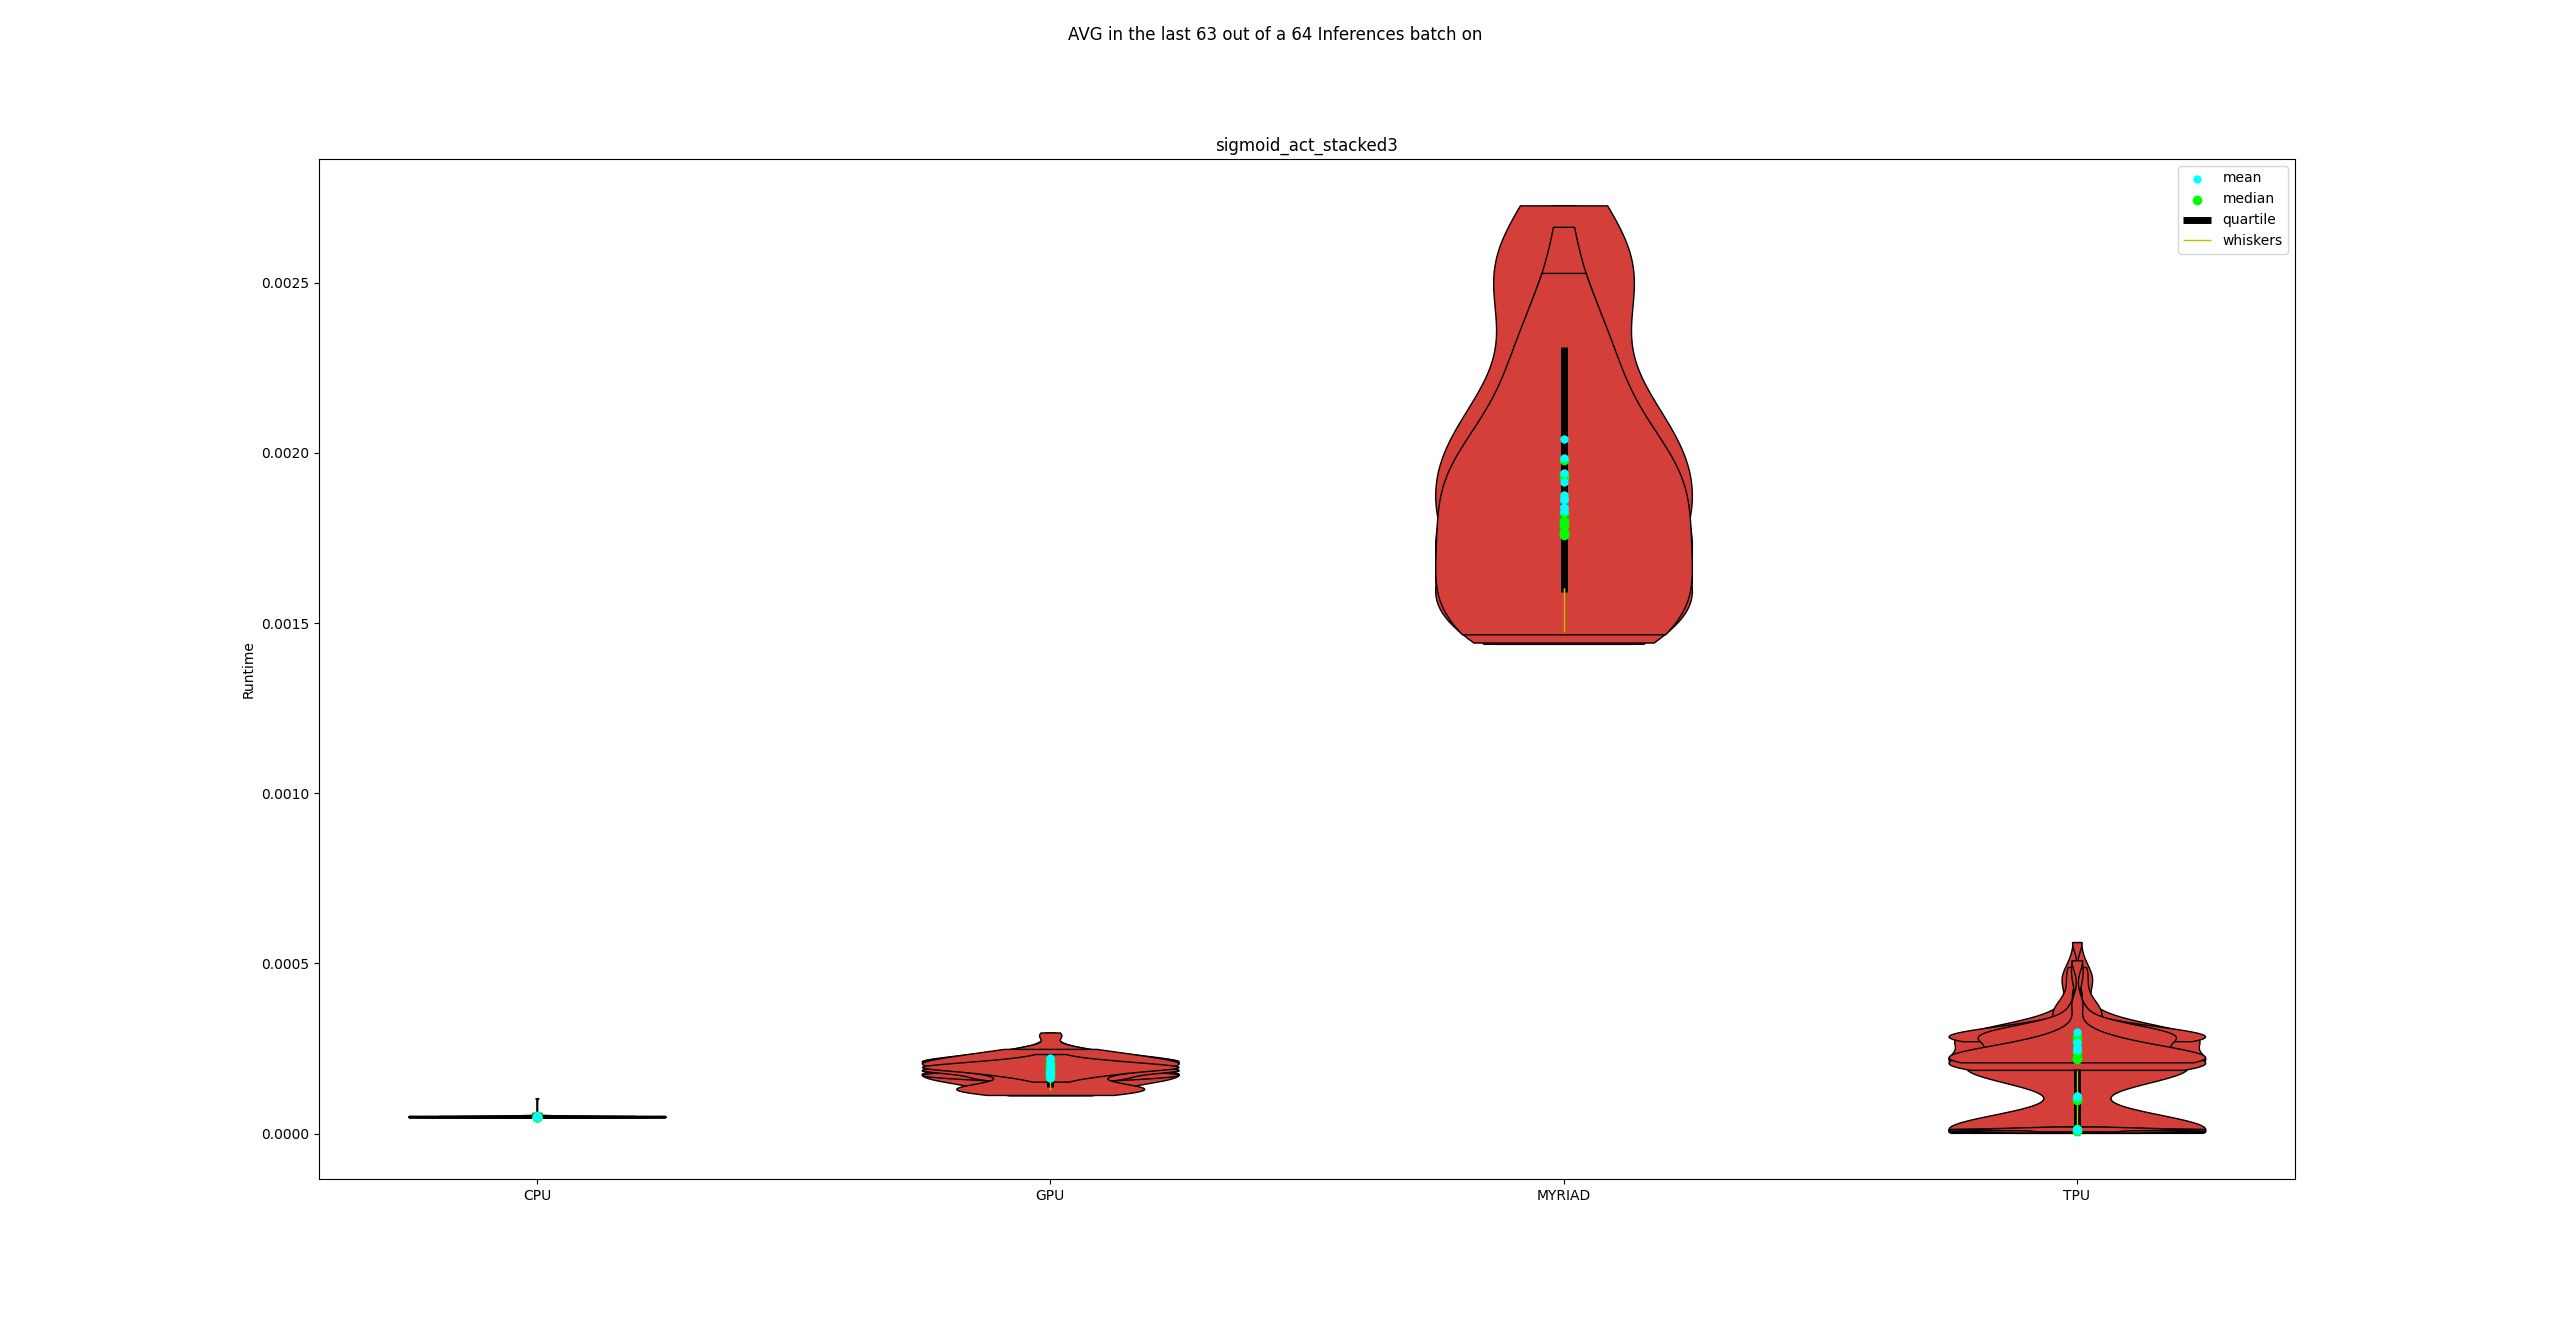 AVG in the last 63 out of a 64 Inferences batch on
sigmoid_act_stacked3
mean
median
quartile
whiskers
Runtime
0.0025
0.0020
0.0015
0.0010
0.0005
0.0000
CPU
GPU
MYRIAD
TPU